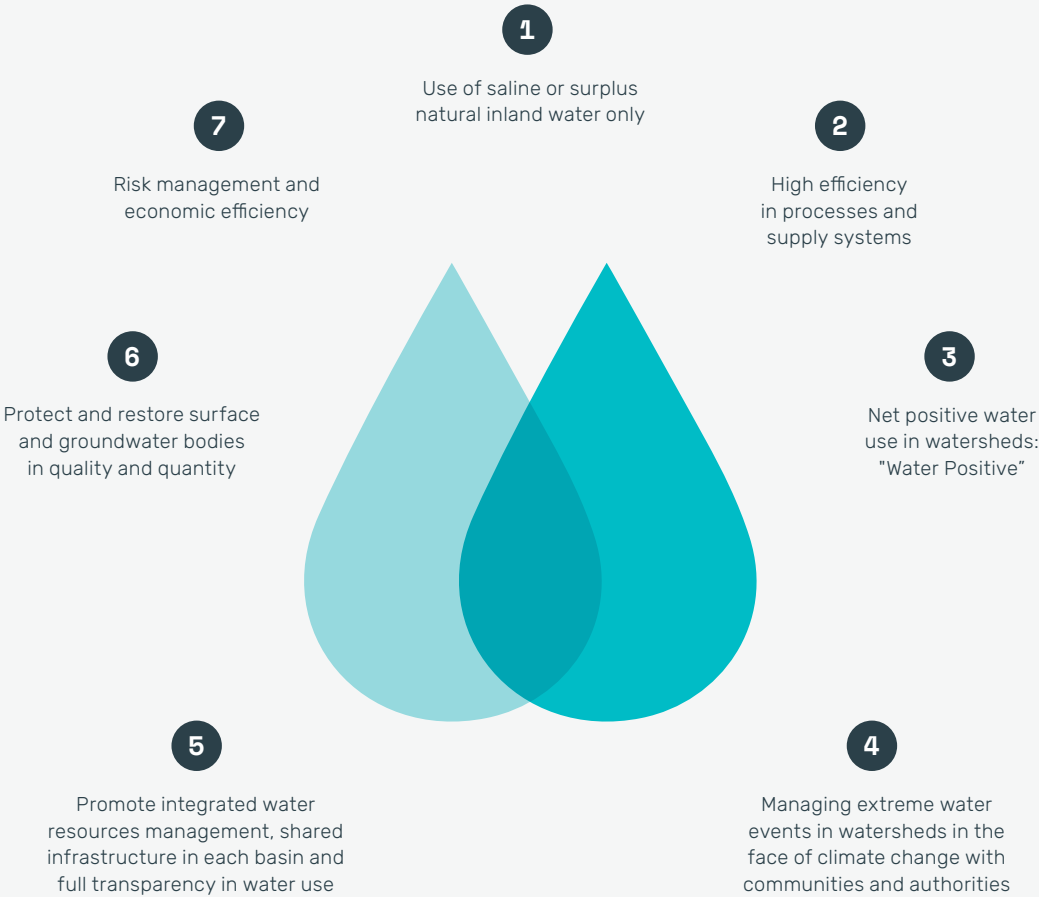 1
Use of saline or surplus
natural inland water only
2
High efficiency
in processes and
supply systems
3
Net positive water
use in watersheds:
"Water Positive”
4
Managing extreme water
events in watersheds in the
face of climate change with
communities and authorities
5
Promote integrated water
resources management, shared
infrastructure in each basin and
full transparency in water use
6
Protect and restore surface
and groundwater bodies
in quality and quantity
7
Risk management and
economic efficiency